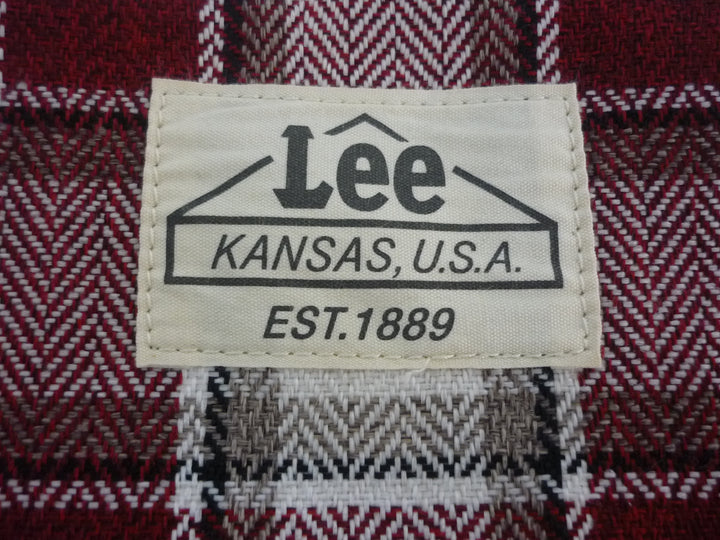 Lee
KANSAS, U.S.A.
EST.1889